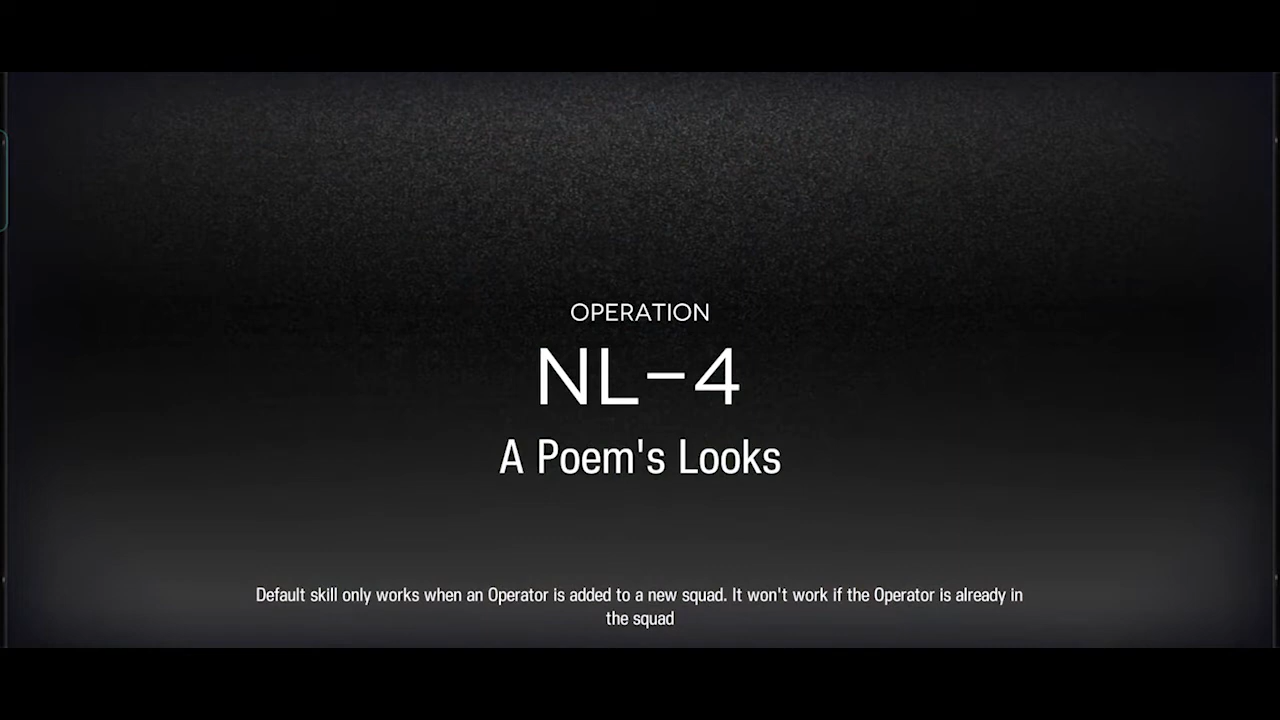 OPERATION
NL-4
A Poem's Looks
Default skill only works when an Operator is added to a new squad. It won't work if the Operator is already in
the squad